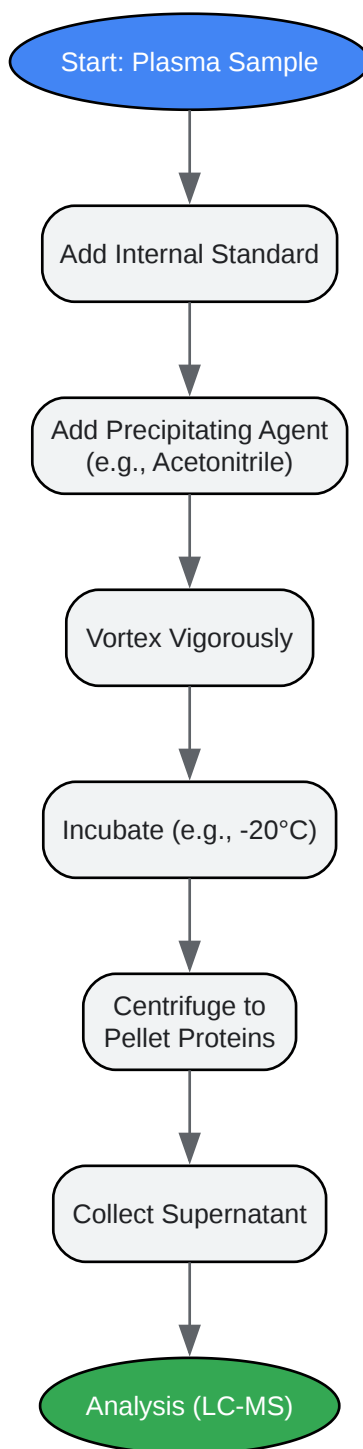 Start: Plasma Sample
Add Internal Standard
Add Precipitating Agent
(e.g., Acetonitrile)
Vortex Vigorously
Incubate (e.g., -20°C)
Centrifuge to
Pellet Proteins
Collect Supernatant
Analysis (LC-MS)